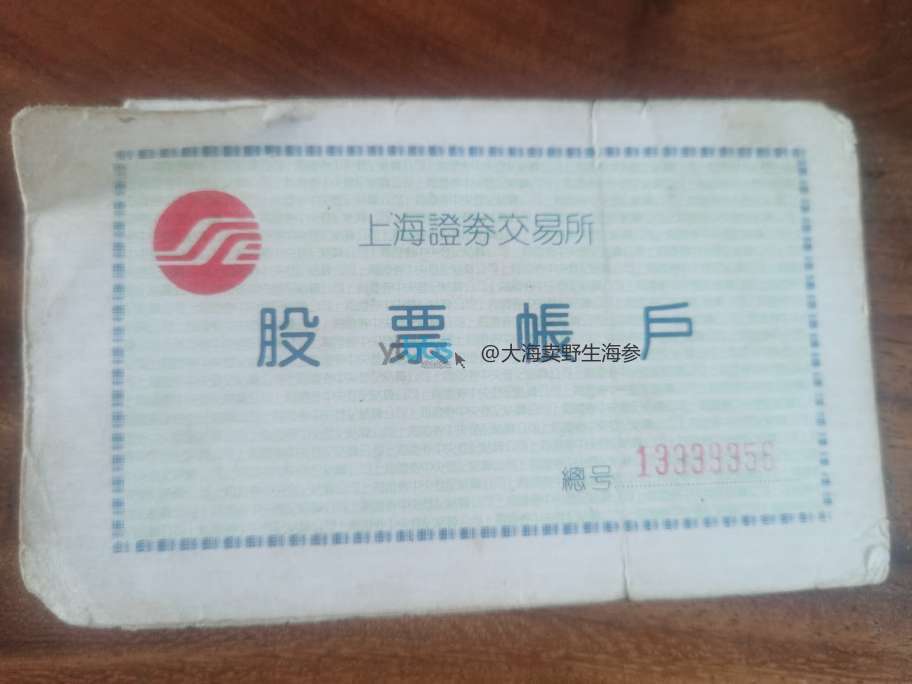 上海證券交易所
股票帳戶
@大海卖野生海参
總号